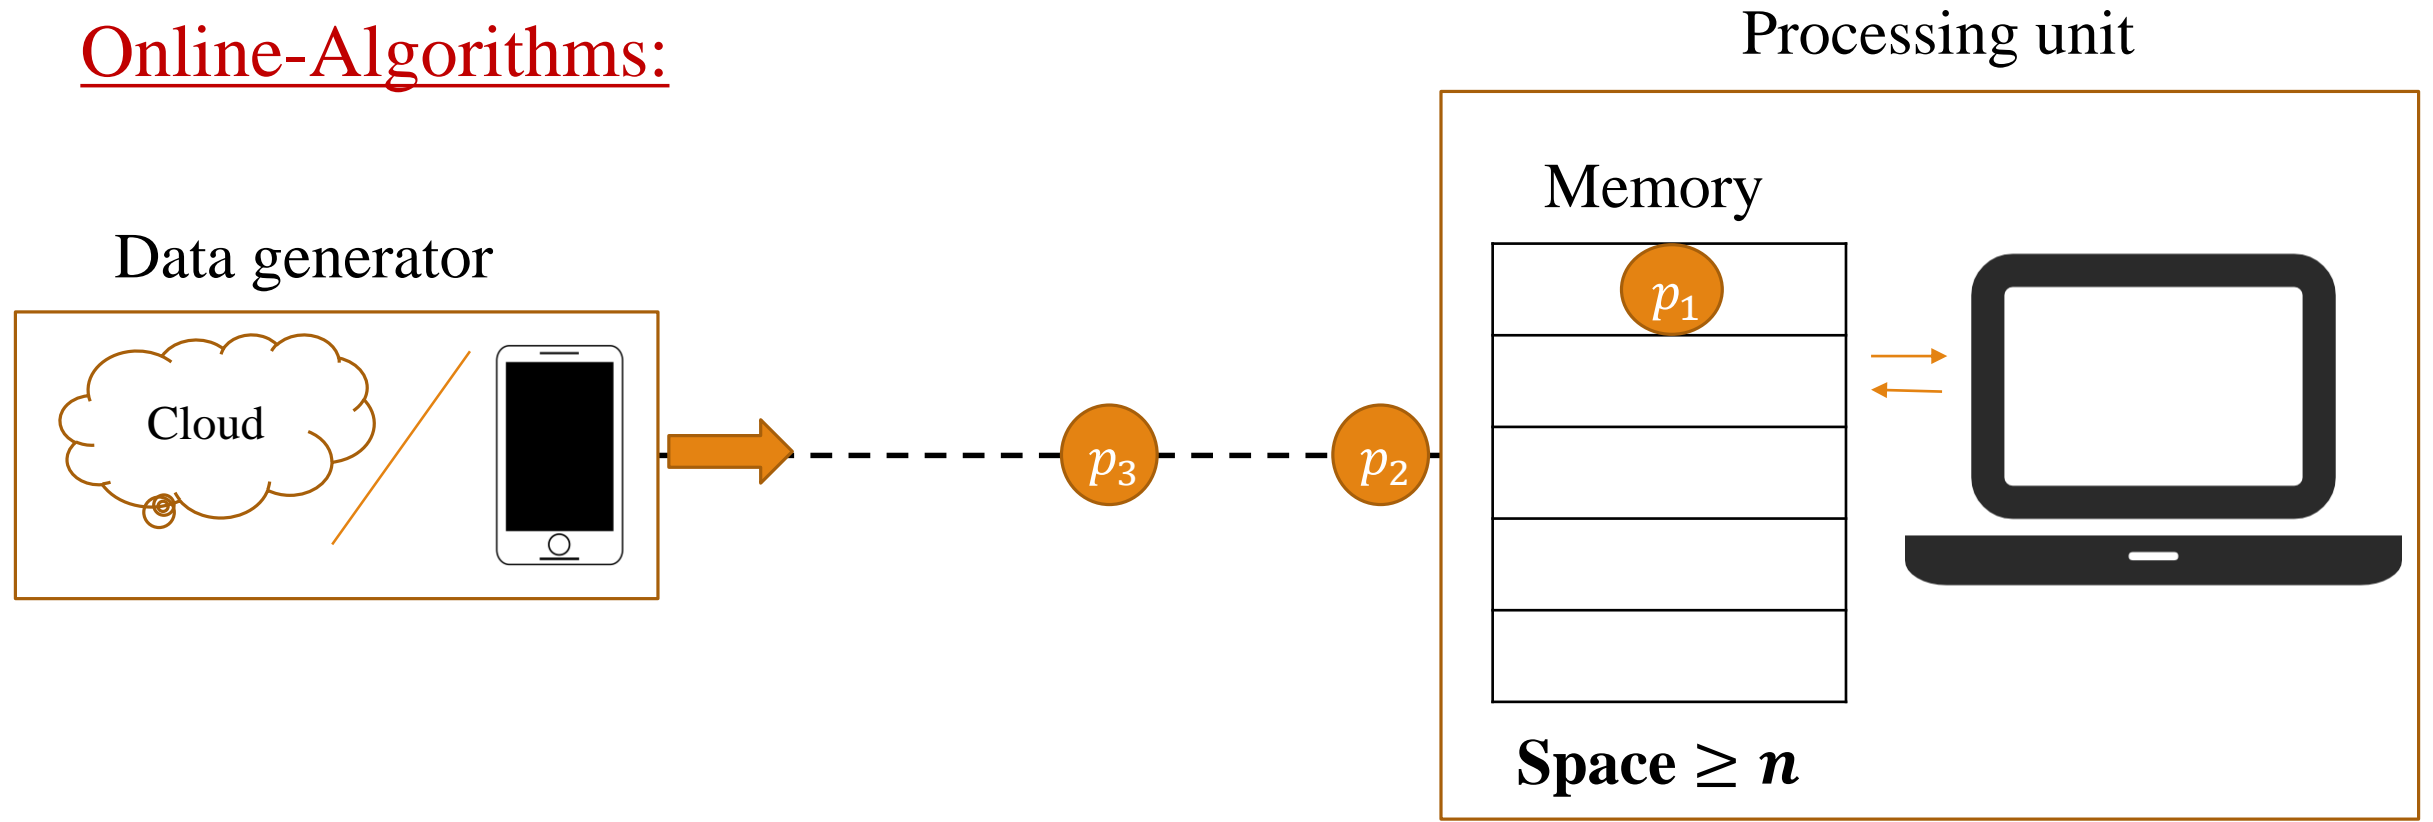 Online-Algorithms:
Processing unit
Memory
Data generator
Cloud
p₁
p₃
p₂
Space ≥ n